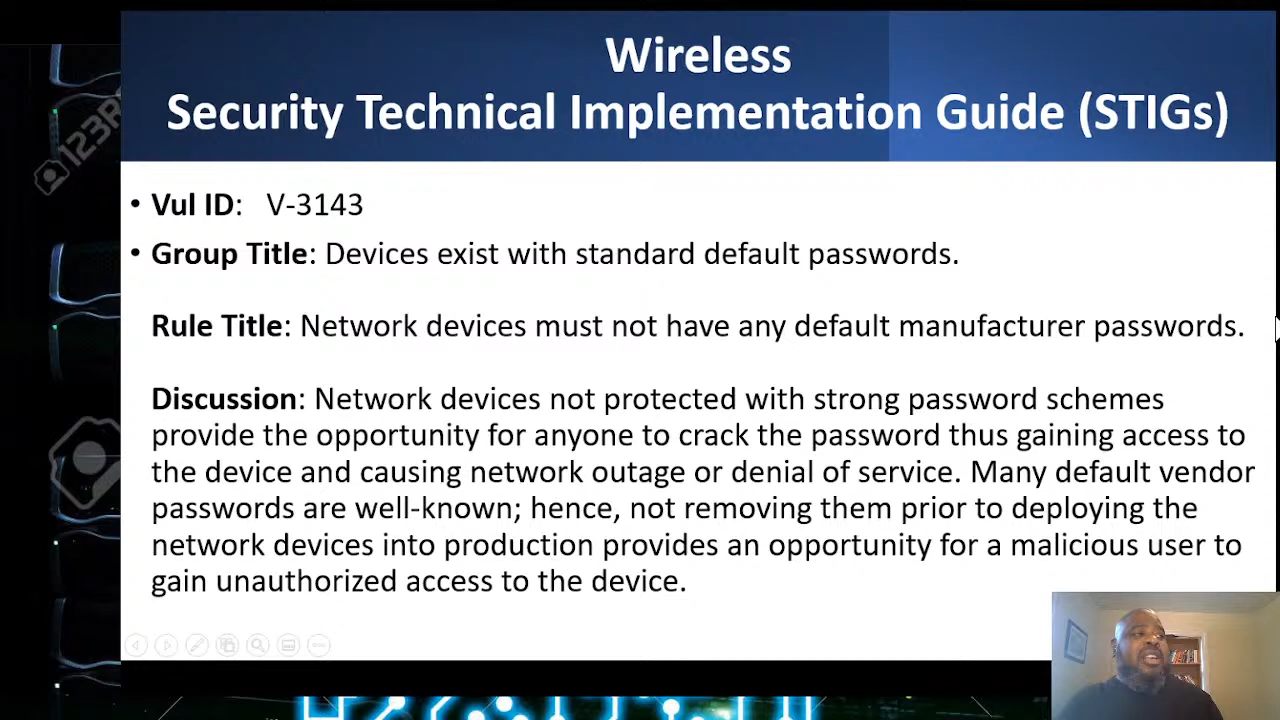 Wireless
Security Technical Implementation Guide (STIGs)
• Vul ID: V-3143
• Group Title: Devices exist with standard default passwords.
Rule Title: Network devices must not have any default manufacturer passwords.
Discussion: Network devices not protected with strong password schemes
provide the opportunity for anyone to crack the password thus gaining access to
the device and causing network outage or denial of service. Many default vendor
passwords are well-known; hence, not removing them prior to deploying the
network devices into production provides an opportunity for a malicious user to
gain unauthorized access to the device.